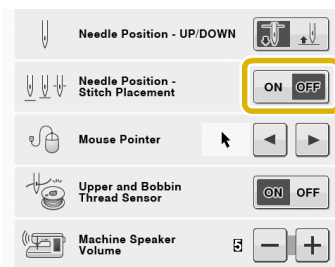 Needle Position - UP/DOWN
Needle Position -
Stitch Placement
ON OFF
Mouse Pointer
Upper and Bobbin
Thread Sensor
ON OFF
Machine Speaker
Volume
5 − +